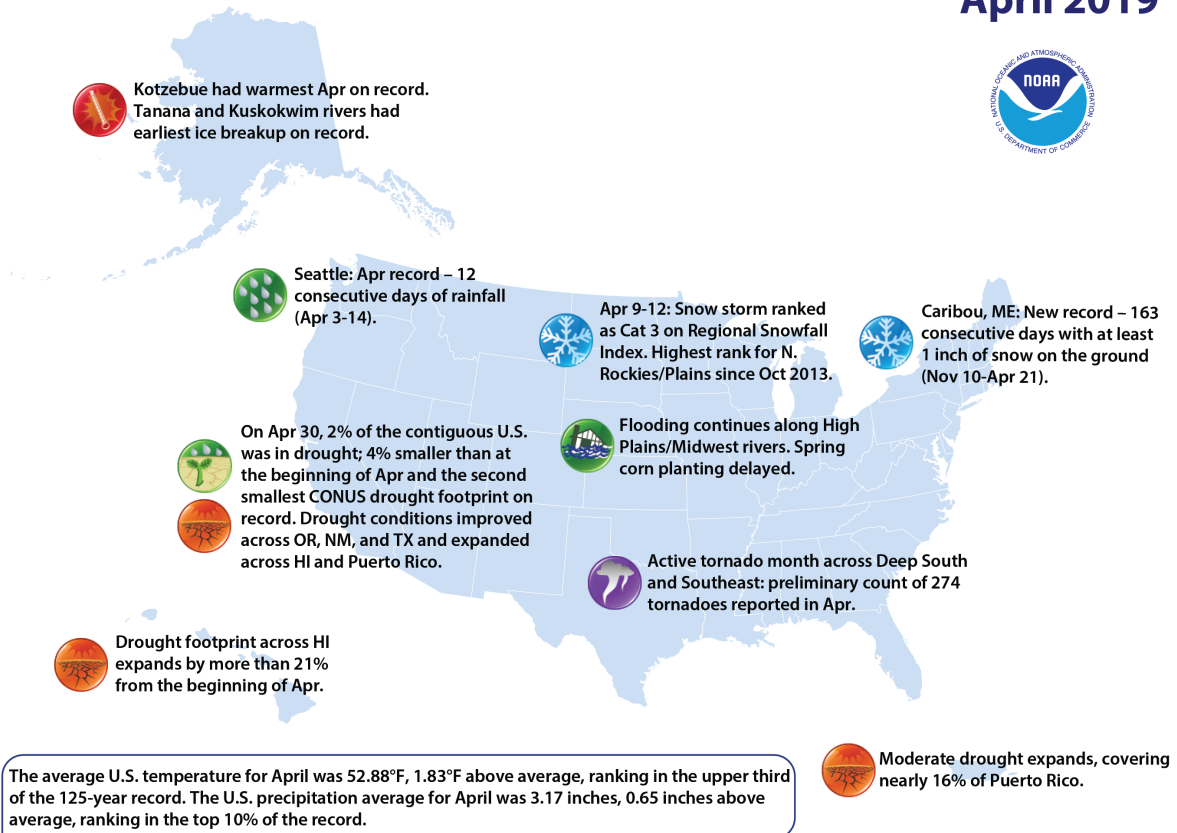 April 2019
NATIONAL OCEANIC AND ATMOSPHERIC ADMINISTRATION
NOAA
U.S. DEPARTMENT OF COMMERCE
Kotzebue had warmest Apr on record.
Tanana and Kuskokwim rivers had
earliest ice breakup on record.
Seattle: Apr record – 12
consecutive days of rainfall
(Apr 3-14).
Apr 9-12: Snow storm ranked
as Cat 3 on Regional Snowfall
Index. Highest rank for N.
Rockies/Plains since Oct 2013.
Caribou, ME: New record – 163
consecutive days with at least
1 inch of snow on the ground
(Nov 10-Apr 21).
On Apr 30, 2% of the contiguous U.S.
was in drought; 4% smaller than at
the beginning of Apr and the second
smallest CONUS drought footprint on
record. Drought conditions improved
across OR, NM, and TX and expanded
across HI and Puerto Rico.
Flooding continues along High
Plains/Midwest rivers. Spring
corn planting delayed.
Active tornado month across Deep South
and Southeast: preliminary count of 274
tornadoes reported in Apr.
Drought footprint across HI
expands by more than 21%
from the beginning of Apr.
Moderate drought expands, covering
nearly 16% of Puerto Rico.
The average U.S. temperature for April was 52.88°F, 1.83°F above average, ranking in the upper third
of the 125-year record. The U.S. precipitation average for April was 3.17 inches, 0.65 inches above
average, ranking in the top 10% of the record.